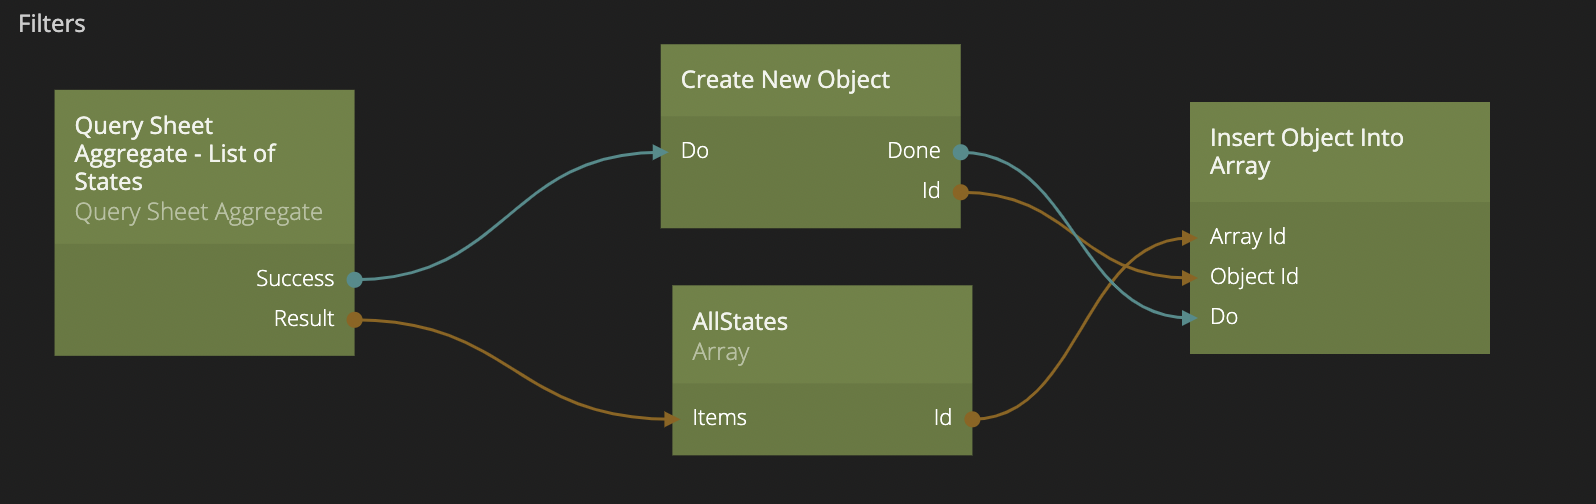 Filters
Query Sheet
Aggregate - List of
States
Query Sheet Aggregate
Success
Result
Create New Object
Do
Done
Id
AllStates
Array
Items
Id
Insert Object Into
Array
Array Id
Object Id
Do